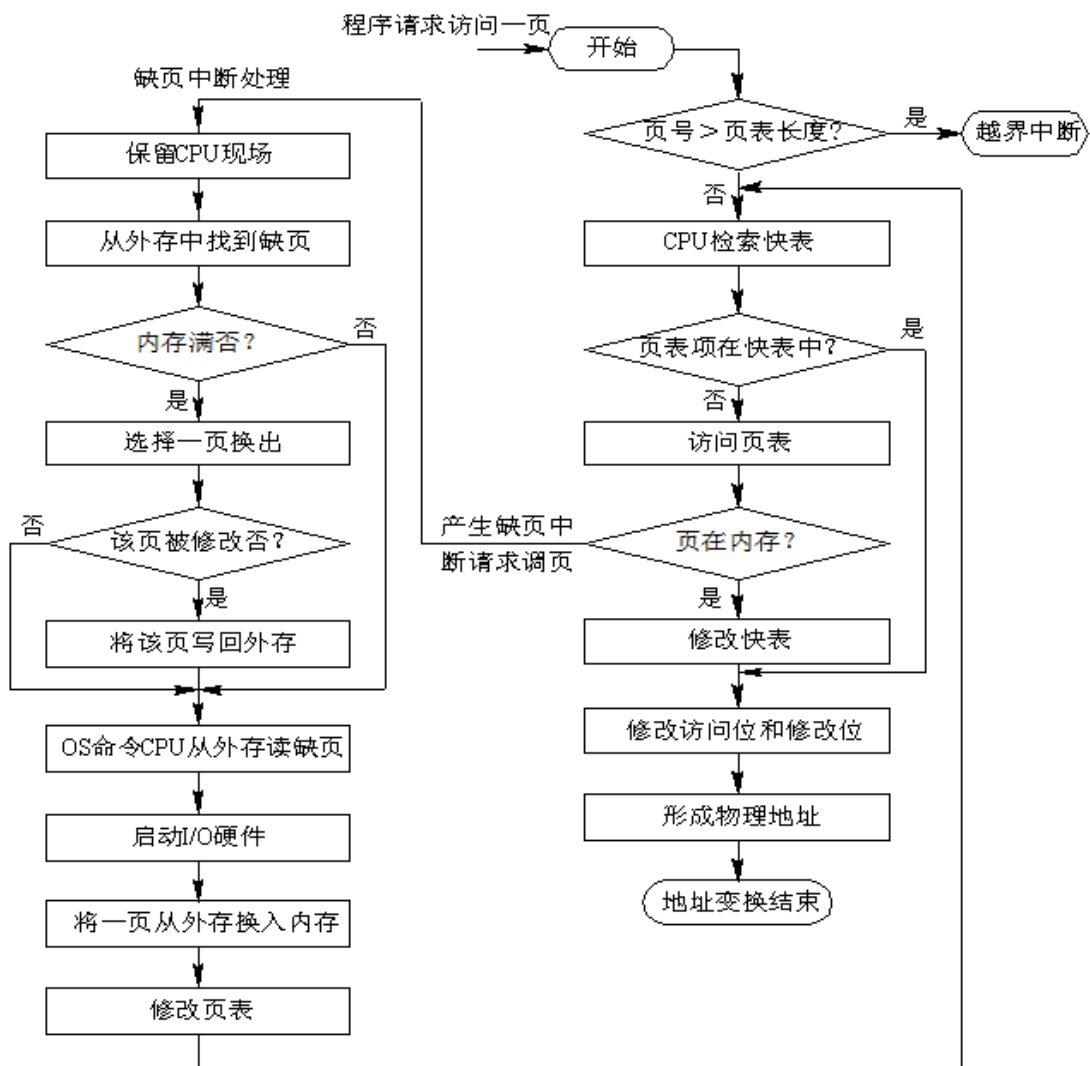 程序请求访问一页
开始
缺页中断处理
页号＞页表长度?
是
越界中断
保留CPU现场
否
从外存中找到缺页
CPU检索快表
内存满否？
否
页表项在快表中？
是
是
否
选择一页换出
访问页表
否
该页被修改否？
产生缺页中
断请求调页
页在内存？
是
是
将该页写回外存
修改快表
OS命令CPU从外存读缺页
修改访问位和修改位
启动I/O硬件
形成物理地址
将一页从外存换入内存
地址变换结束
修改页表